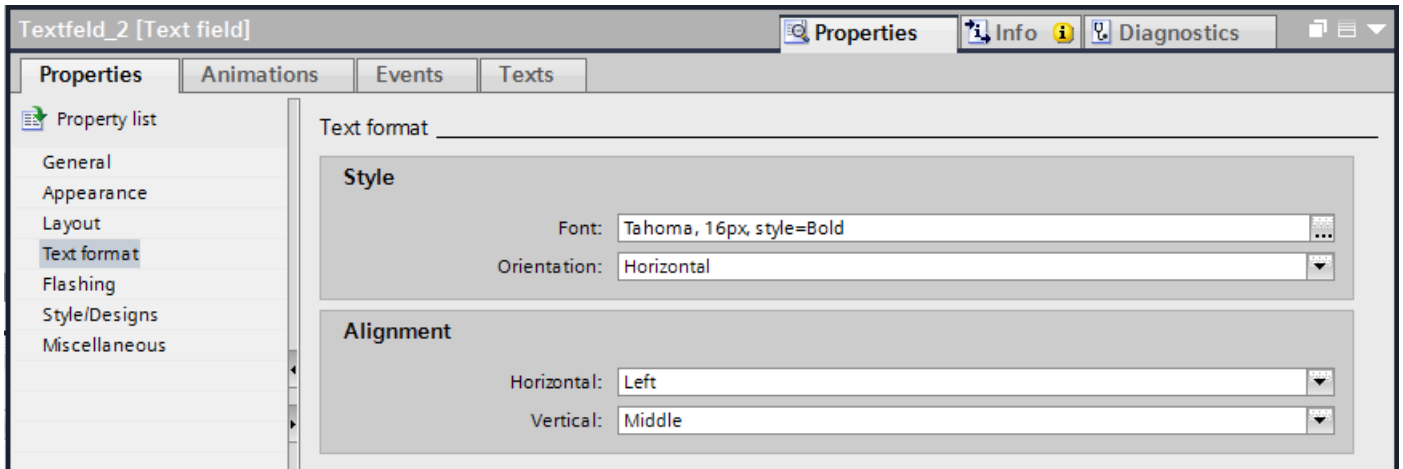 Textfeld_2 [Text field] Properties Info Diagnostics
Properties Animations Events Texts
Property list
General
Appearance
Layout
Text format
Flashing
Style/Designs
Miscellaneous
Text format
Style
Font: Tahoma, 16px, style=Bold
Orientation: Horizontal
Alignment
Horizontal: Left
Vertical: Middle